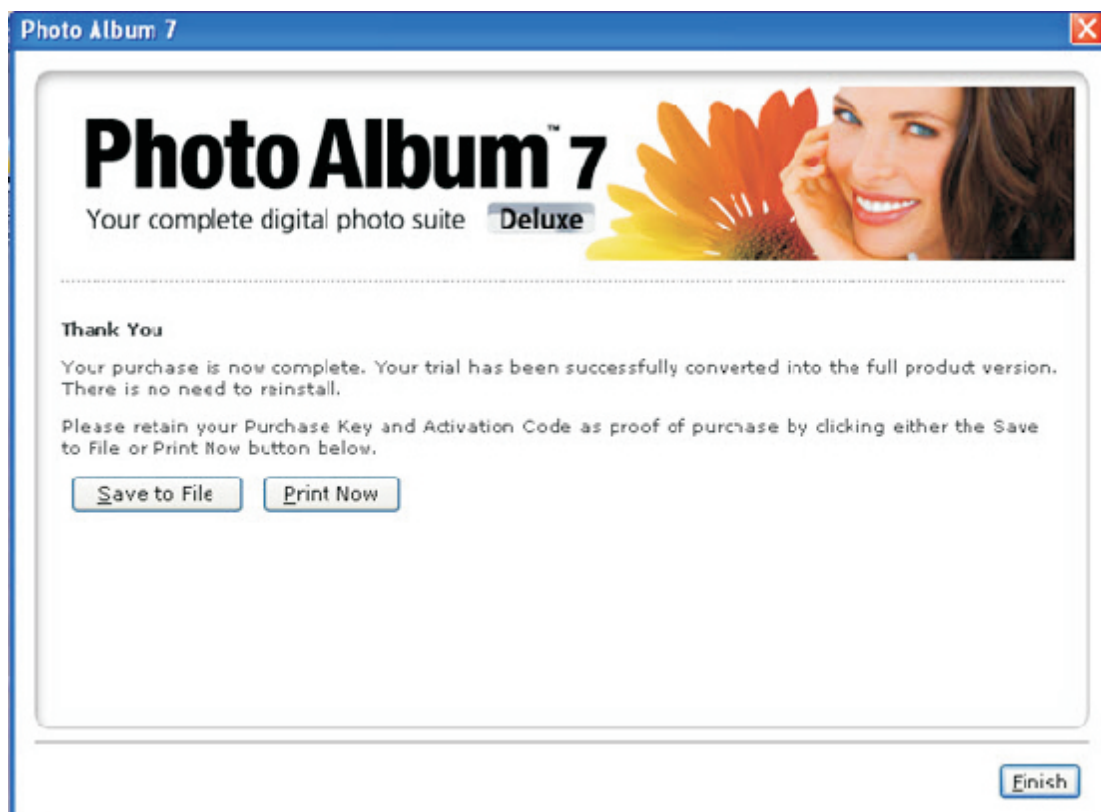 Photo Album 7
Photo Album™ 7
Your complete digital photo suite Deluxe
Thank You
Your purchase is now complete. Your trial has been successfully converted into the full product version.
There is no need to reinstall.
Please retain your Purchase Key and Activation Code as proof of purchase by clicking either the Save
to File or Print Now button below.
Save to File Print Now
Finish